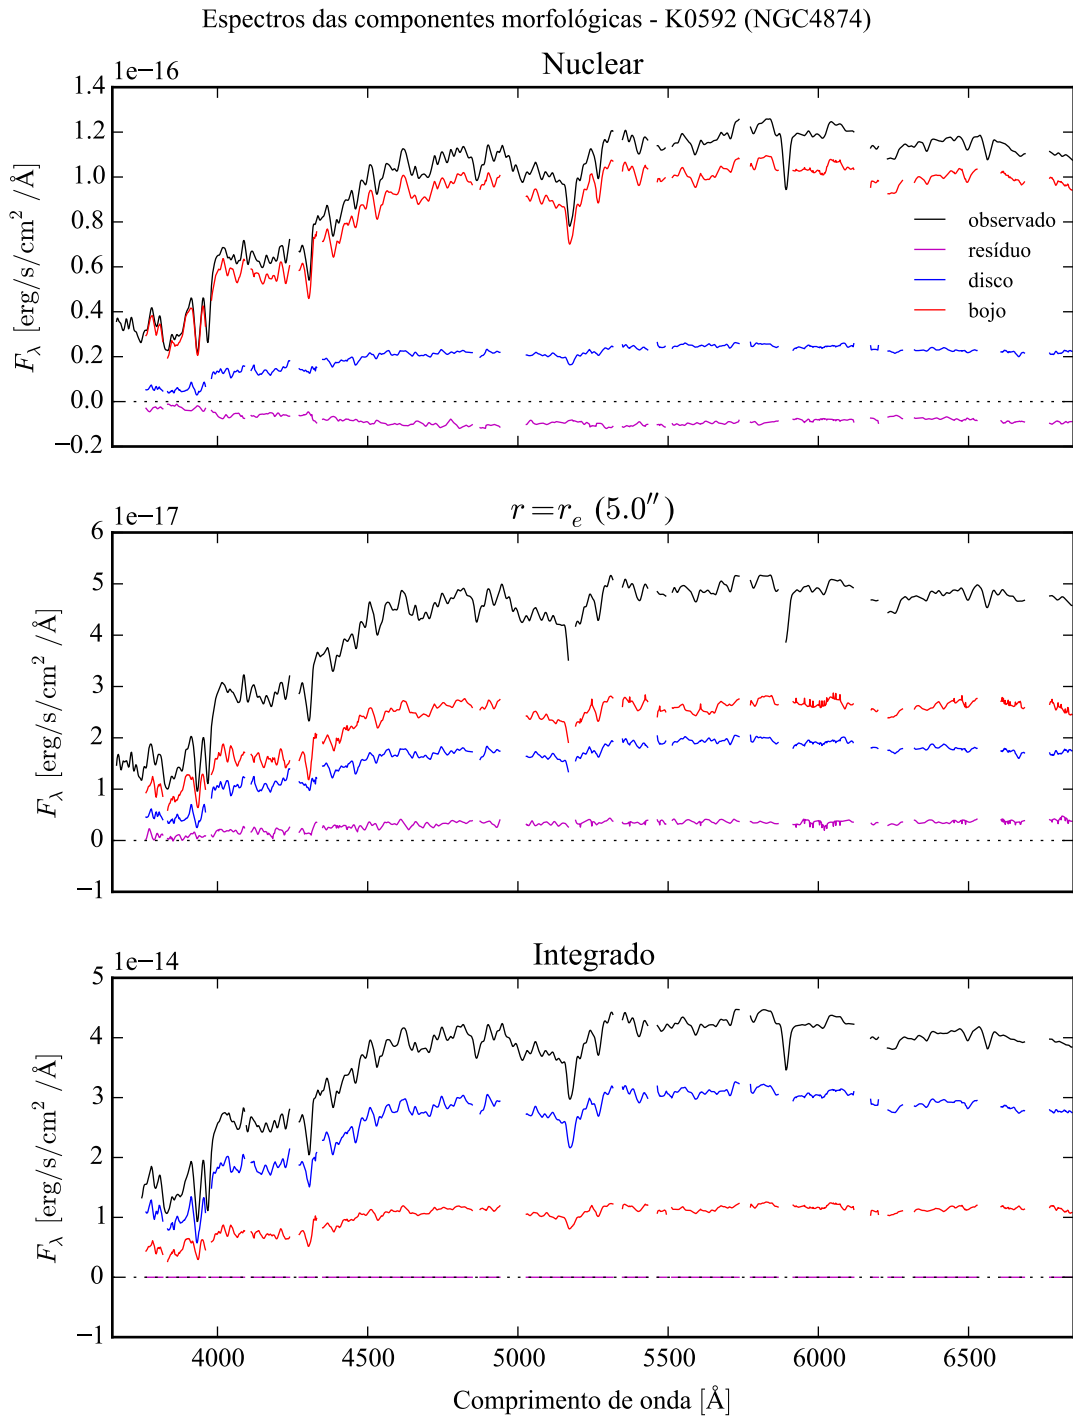 Espectros das componentes morfológicas - K0592 (NGC4874)
Nuclear
1e−16
1.4
1.2
1.0
0.8
0.6
0.4
0.2
0.0
−0.2
F_λ [erg/s/cm² /Å]
observado
resíduo
disco
bojo
r = r_e (5.0″)
1e−17
6
5
4
3
2
1
0
−1
F_λ [erg/s/cm² /Å]
Integrado
1e−14
5
4
3
2
1
0
−1
F_λ [erg/s/cm² /Å]
4000 4500 5000 5500 6000 6500
Comprimento de onda [Å]